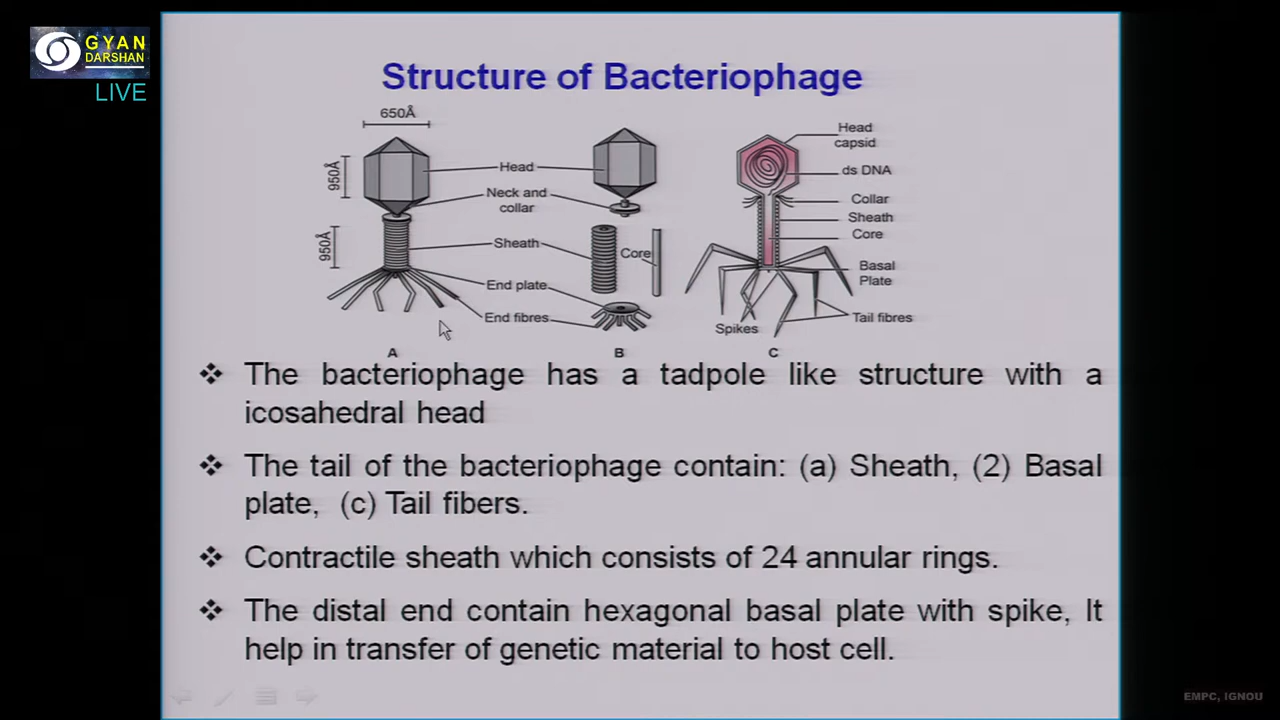 GYAN
DARSHAN
LIVE
Structure of Bacteriophage
650Å
950Å
950Å
Head
Neck and
collar
Sheath
Core
End plate
End fibres
Head
capsid
ds DNA
Collar
Sheath
Core
Basal
Plate
Spikes
Tail fibres
A
B
C
❖ The bacteriophage has a tadpole like structure with a
icosahedral head
❖ The tail of the bacteriophage contain: (a) Sheath, (2) Basal
plate, (c) Tail fibers.
❖ Contractile sheath which consists of 24 annular rings.
❖ The distal end contain hexagonal basal plate with spike, It
help in transfer of genetic material to host cell.
EMPC, IGNOU